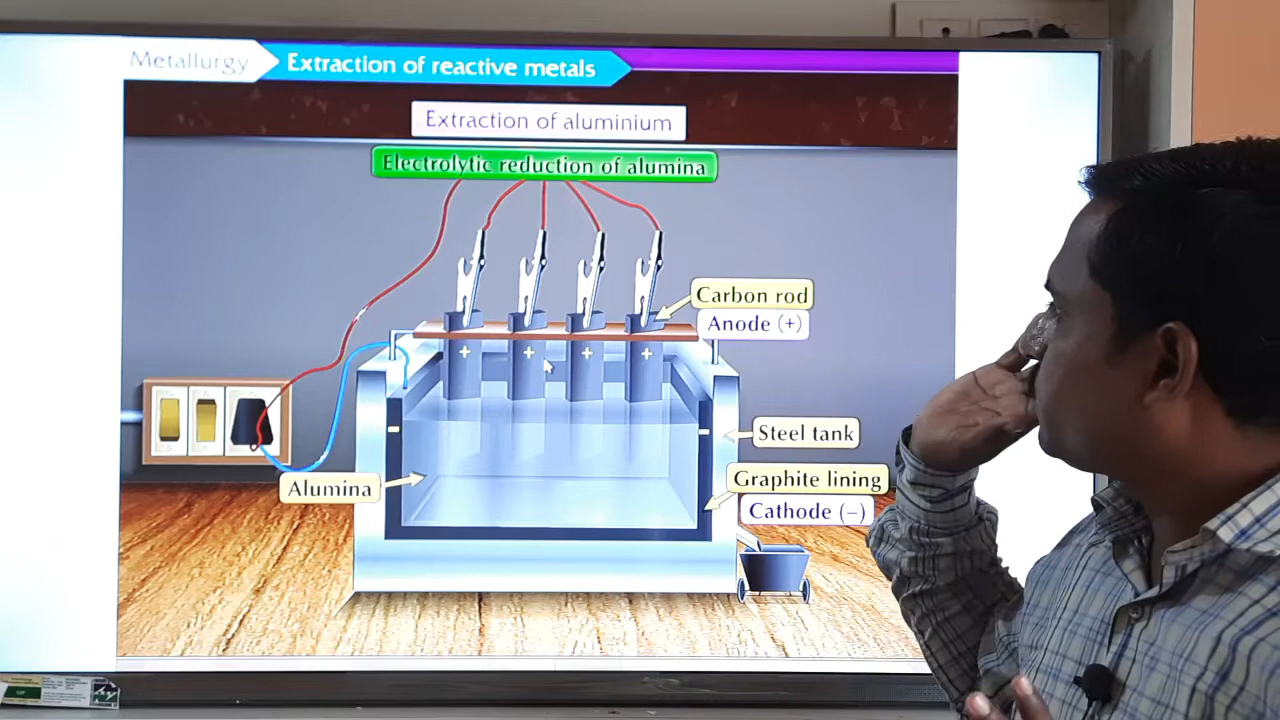 Metallurgy
Extraction of reactive metals
Extraction of aluminium
Electrolytic reduction of alumina
Carbon rod
Anode (+)
+ + + +
Steel tank
Alumina
Graphite lining
Cathode (−)